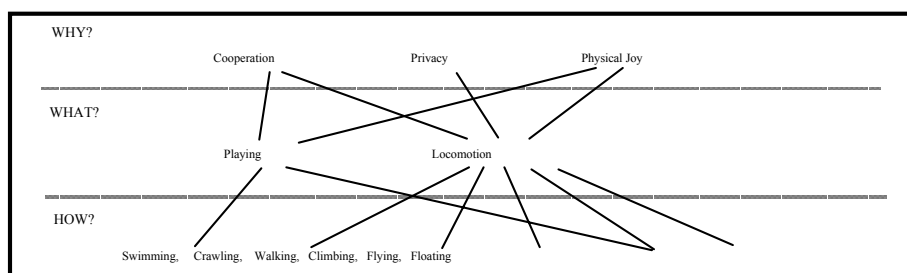 WHY?
Cooperation Privacy Physical Joy
WHAT?
Playing Locomotion
HOW?
Swimming, Crawling, Walking, Climbing, Flying, Floating